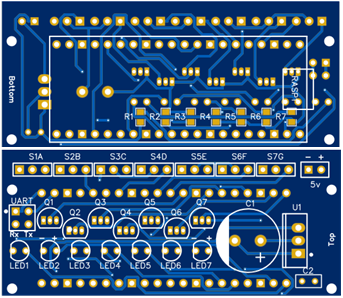 Bottom
RASP
R1 R2 R3 R4 R5 R6 R7
S1A S2B S3C S4D S5E S6F S7G - +
5v
UART Q1 Q3 Q5 Q7 C1 U1
Q2 Q4 Q6
Rx Tx - + +
Top
LED1 LED2 LED3 LED4 LED5 LED6 LED7
C2